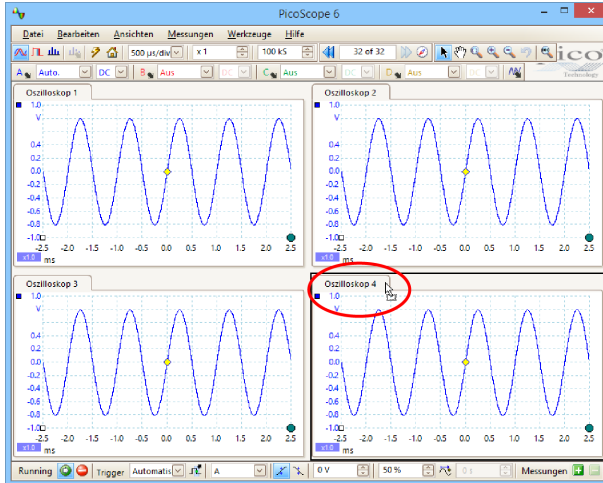 PicoScope 6
Datei Bearbeiten Ansichten Messungen Werkzeuge Hilfe
500 µs/div x 1 100 kS 32 of 32
pico
Technology
A Auto. DC B Aus DC C Aus DC D Aus DC
Oszilloskop 1
1.0
V
0.4
0.2
0.0
-0.2
-0.4
-0.6
-0.8
-1.0
-2.5 -2.0 -1.5 -1.0 -0.5 0.0 0.5 1.0 1.5 2.0 2.5
x1.0 ms
Oszilloskop 2
1.0
V
0.4
0.2
0.0
-0.2
-0.4
-0.6
-0.8
-1.0
-2.5 -2.0 -1.5 -1.0 -0.5 0.0 0.5 1.0 1.5 2.0 2.5
x1.0 ms
Oszilloskop 3
1.0
V
0.4
0.2
0.0
-0.2
-0.4
-0.6
-0.8
-1.0
-2.5 -2.0 -1.5 -1.0 -0.5 0.0 0.5 1.0 1.5 2.0 2.5
x1.0 ms
Oszilloskop 4
1.0
V
0.4
0.2
0.0
-0.2
-0.4
-0.6
-0.8
-1.0
-2.5 -2.0 -1.5 -1.0 -0.5 0.0 0.5 1.0 1.5 2.0 2.5
x1.0 ms
Running Trigger Automatis A 0 V 50 % 0 s Messungen